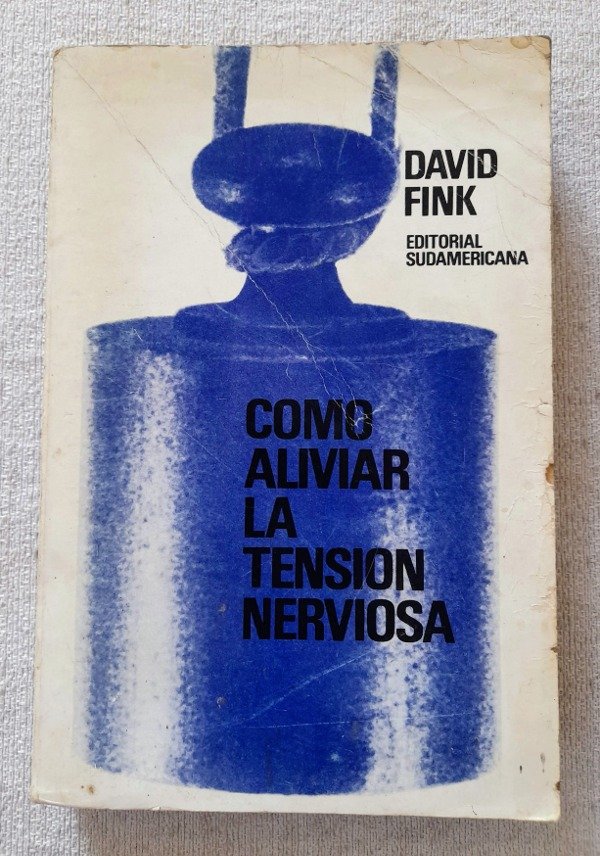 DAVID
FINK
EDITORIAL
SUDAMERICANA
COMO
ALIVIAR
LA
TENSION
NERVIOSA